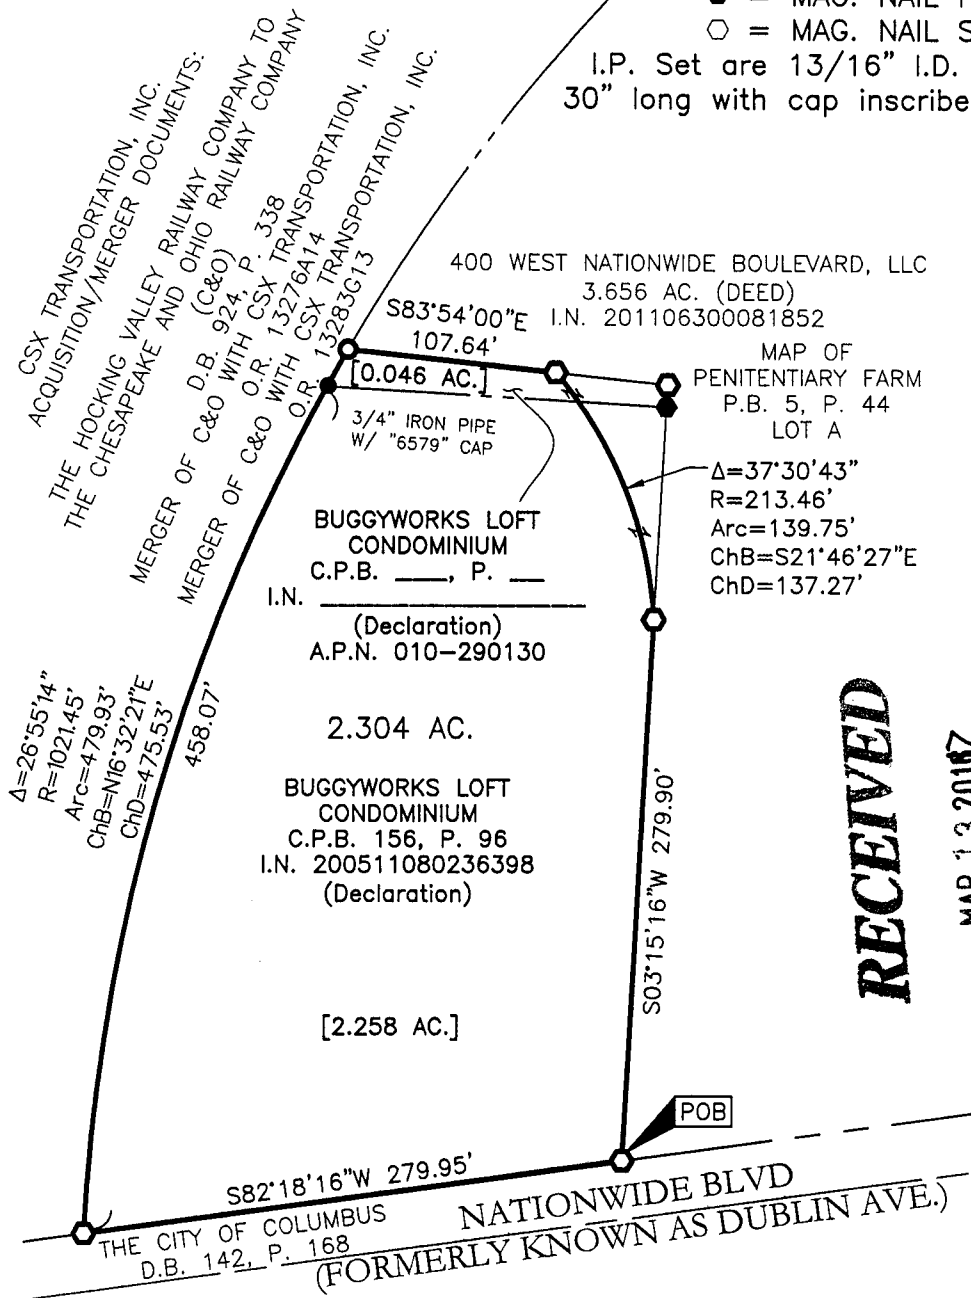 = MAG. NAIL
= MAG. NAIL S
I.P. Set are 13/16" I.D.
30" long with cap inscribe
CSX TRANSPORTATION, INC.
ACQUISITION/MERGER DOCUMENTS:
THE HOCKING VALLEY RAILWAY COMPANY TO
THE CHESAPEAKE AND OHIO RAILWAY COMPANY
(C&O)
D.B. 924, P. 338
MERGER OF C&O WITH CSX TRANSPORTATION, INC.
O.R. 13276A14
MERGER OF C&O WITH CSX TRANSPORTATION, INC.
O.R. 13283G13
400 WEST NATIONWIDE BOULEVARD, LLC
3.656 AC. (DEED)
I.N. 201106300081852
S83°54'00"E
107.64'
[0.046 AC.]
MAP OF
PENITENTIARY FARM
P.B. 5, P. 44
LOT A
3/4" IRON PIPE
W/ "6579" CAP
Δ=37°30'43"
R=213.46'
Arc=139.75'
ChB=S21°46'27"E
ChD=137.27'
BUGGYWORKS LOFT
CONDOMINIUM
C.P.B. ___, P. __
I.N. ______________
(Declaration)
A.P.N. 010-290130
2.304 AC.
Δ=26°55'14"
R=1021.45'
Arc=479.93'
ChB=N16°32'21"E
ChD=475.53'
458.07'
BUGGYWORKS LOFT
CONDOMINIUM
C.P.B. 156, P. 96
I.N. 200511080236398
(Declaration)
[2.258 AC.]
S03°15'16"W 279.90'
RECEIVED
POB
S82°18'16"W 279.95'
THE CITY OF COLUMBUS
D.B. 142, P. 168
NATIONWIDE BLVD
(FORMERLY KNOWN AS DUBLIN AVE.)